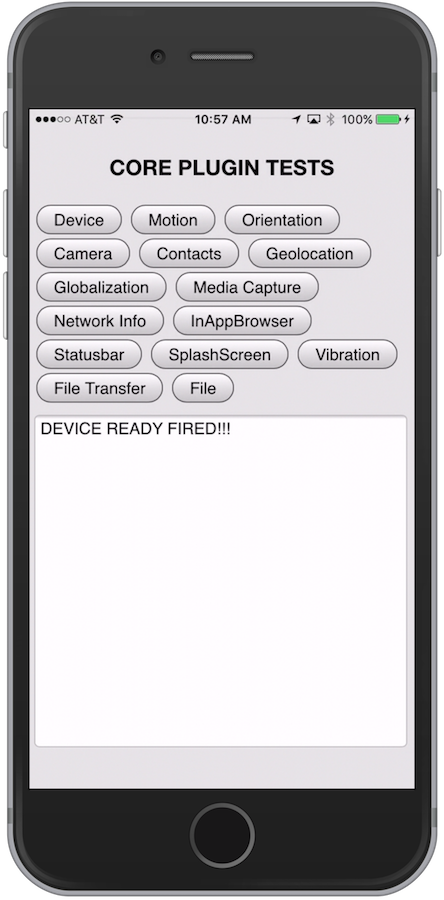 AT&T 10:57 AM 100%
CORE PLUGIN TESTS
Device Motion Orientation
Camera Contacts Geolocation
Globalization Media Capture
Network Info InAppBrowser
Statusbar SplashScreen Vibration
File Transfer File
DEVICE READY FIRED!!!